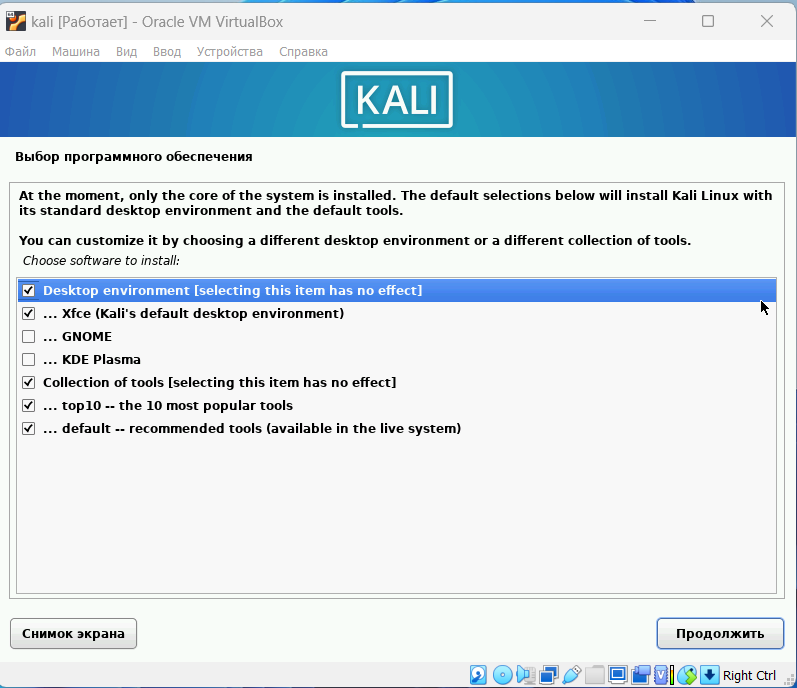 kali [Работает] - Oracle VM VirtualBox
Файл Машина Вид Ввод Устройства Справка
KALI
Выбор программного обеспечения
At the moment, only the core of the system is installed. The default selections below will install Kali Linux with
its standard desktop environment and the default tools.
You can customize it by choosing a different desktop environment or a different collection of tools.
Choose software to install:
Desktop environment [selecting this item has no effect]
... Xfce (Kali's default desktop environment)
... GNOME
... KDE Plasma
Collection of tools [selecting this item has no effect]
... top10 -- the 10 most popular tools
... default -- recommended tools (available in the live system)
Снимок экрана Продолжить
Right Ctrl